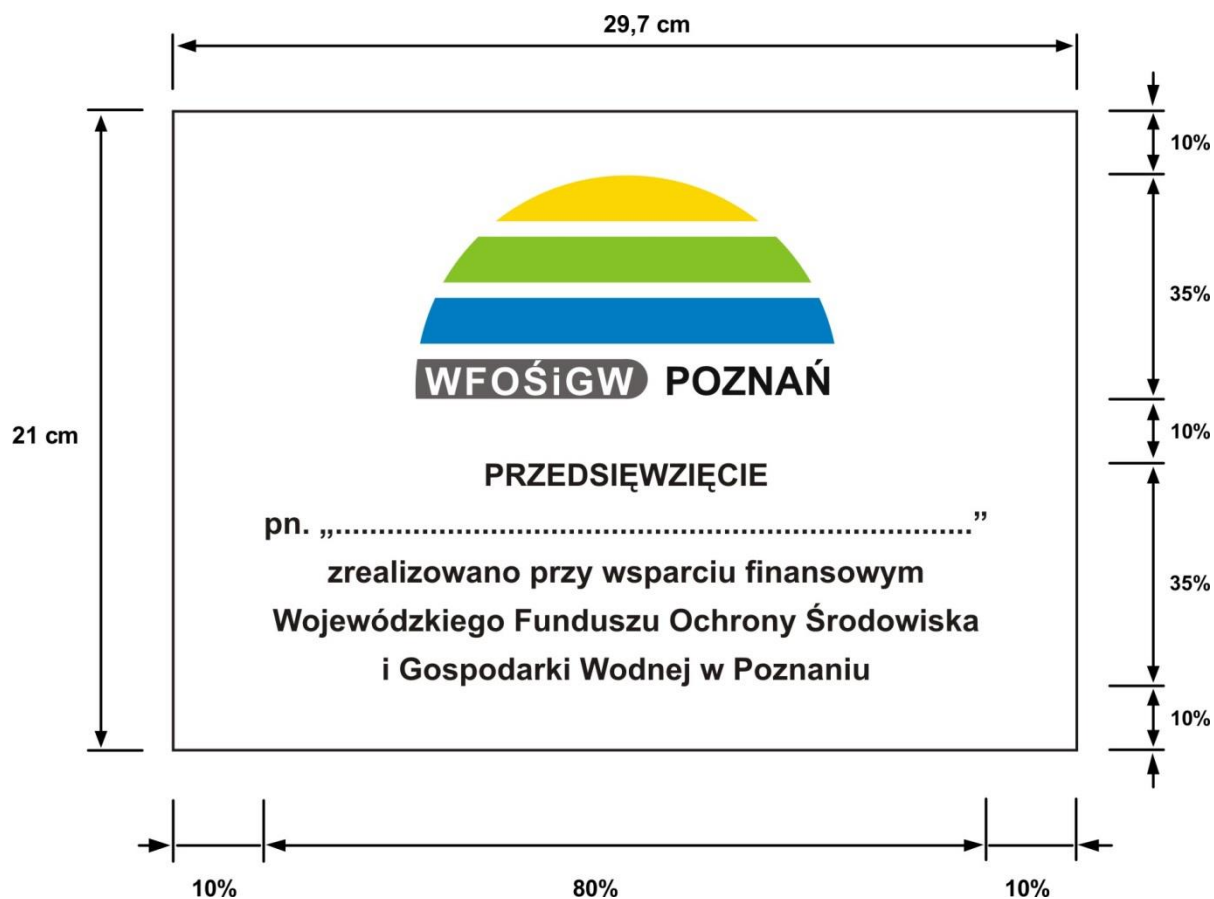 29,7 cm
10%
35%
WFOŚiGW POZNAŃ
10%
21 cm
PRZEDSIĘWZIĘCIE
pn. „..........................................................................”
zrealizowano przy wsparciu finansowym
35%
Wojewódzkiego Funduszu Ochrony Środowiska
i Gospodarki Wodnej w Poznaniu
10%
10% 80% 10%